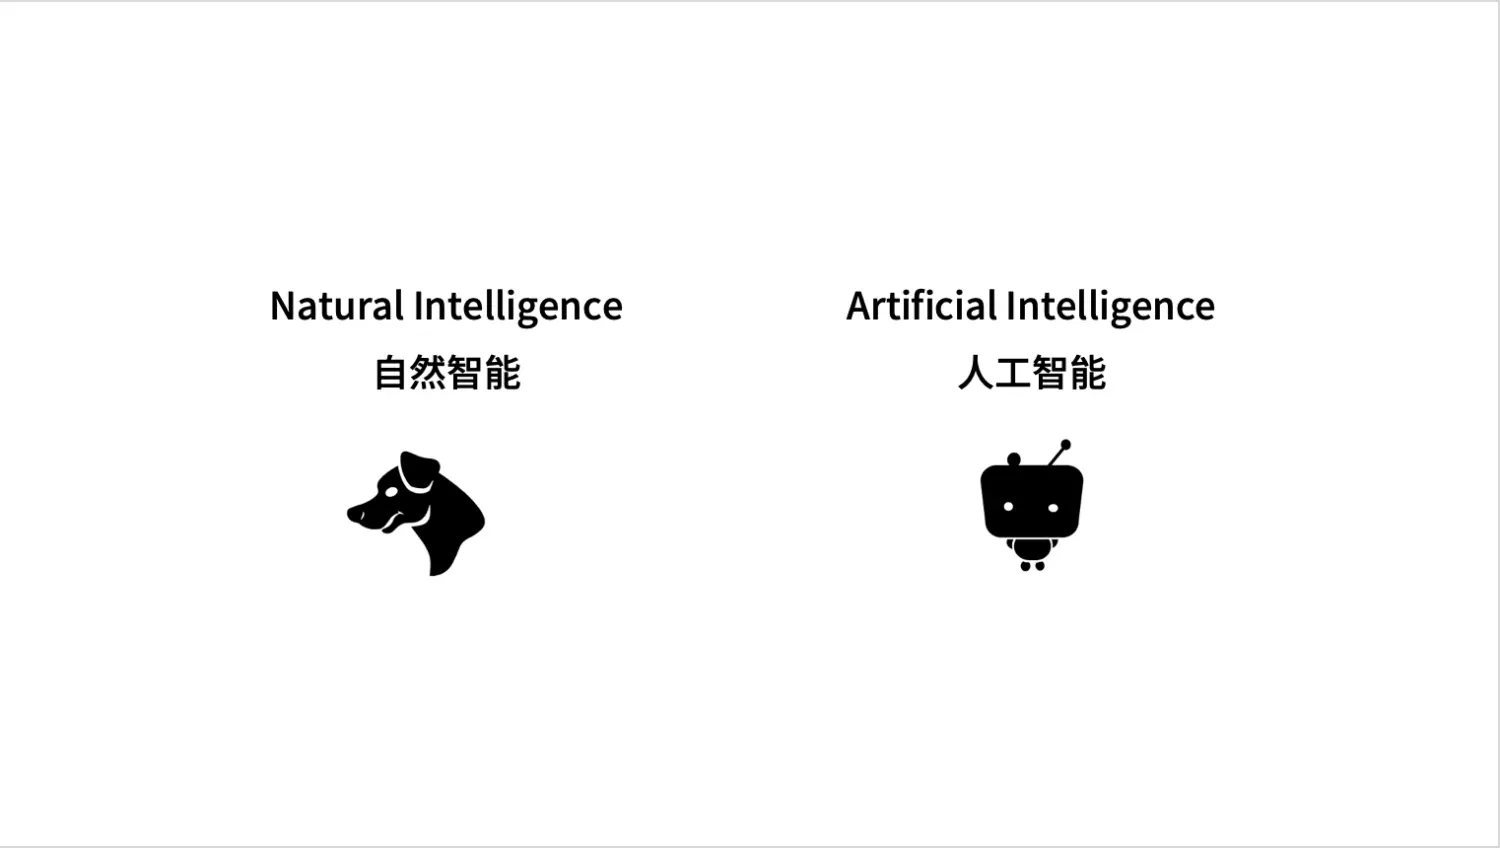 Natural Intelligence
自然智能
Artificial Intelligence
人工智能